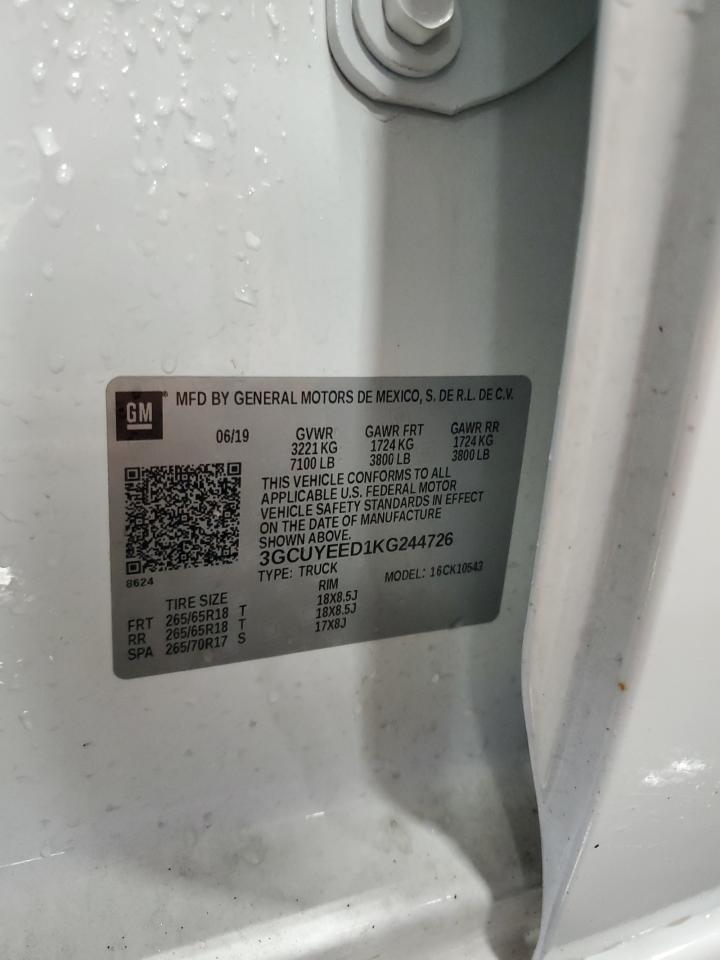 GM ® MFD BY GENERAL MOTORS DE MEXICO, S. DE R.L. DE C.V.
06/19 GVWR GAWR FRT GAWR RR
3221 KG 1724 KG 1724 KG
7100 LB 3800 LB 3800 LB
THIS VEHICLE CONFORMS TO ALL
APPLICABLE U.S. FEDERAL MOTOR
VEHICLE SAFETY STANDARDS IN EFFECT
ON THE DATE OF MANUFACTURE
SHOWN ABOVE.
3GCUYEED1KG244726
8624
TYPE: TRUCK MODEL: 16CK10543
TIRE SIZE RIM
FRT 265/65R18 T 18X8.5J
RR 265/65R18 T 18X8.5J
SPA 265/70R17 S 17X8J